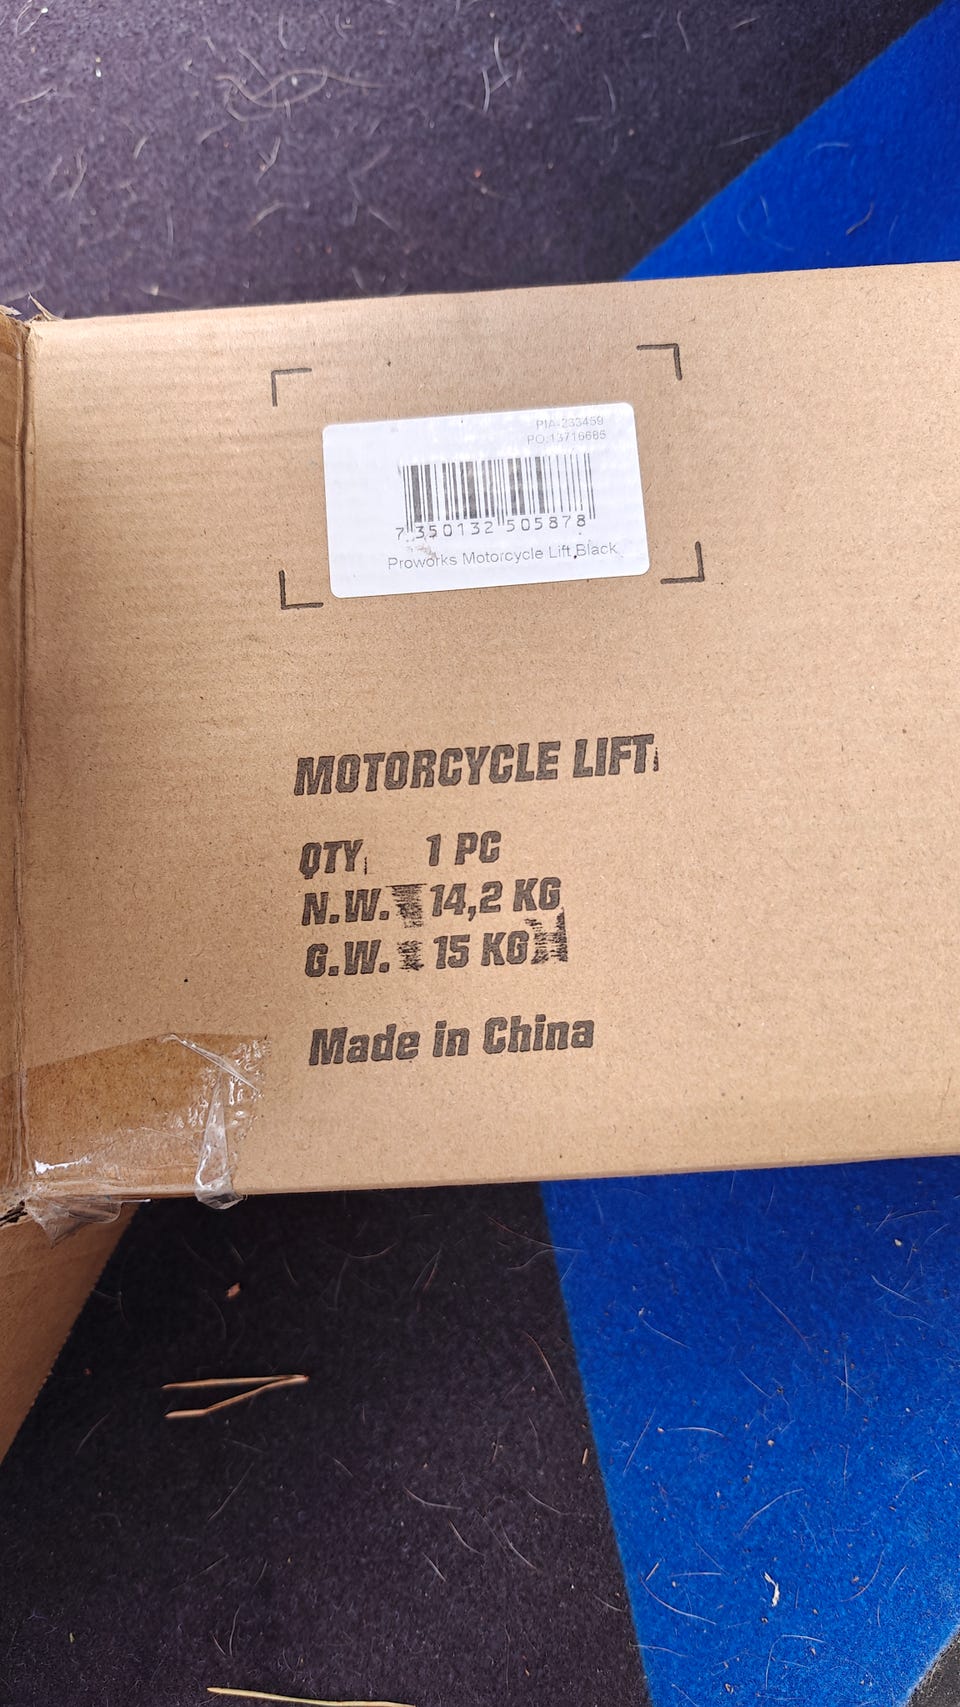 PIA-233459
PO:13716685
7 350132 505878
Proworks Motorcycle Lift Black
MOTORCYCLE LIFT
QTY 1 PC
N.W. 14,2 KG
G.W. 15 KG
Made in China